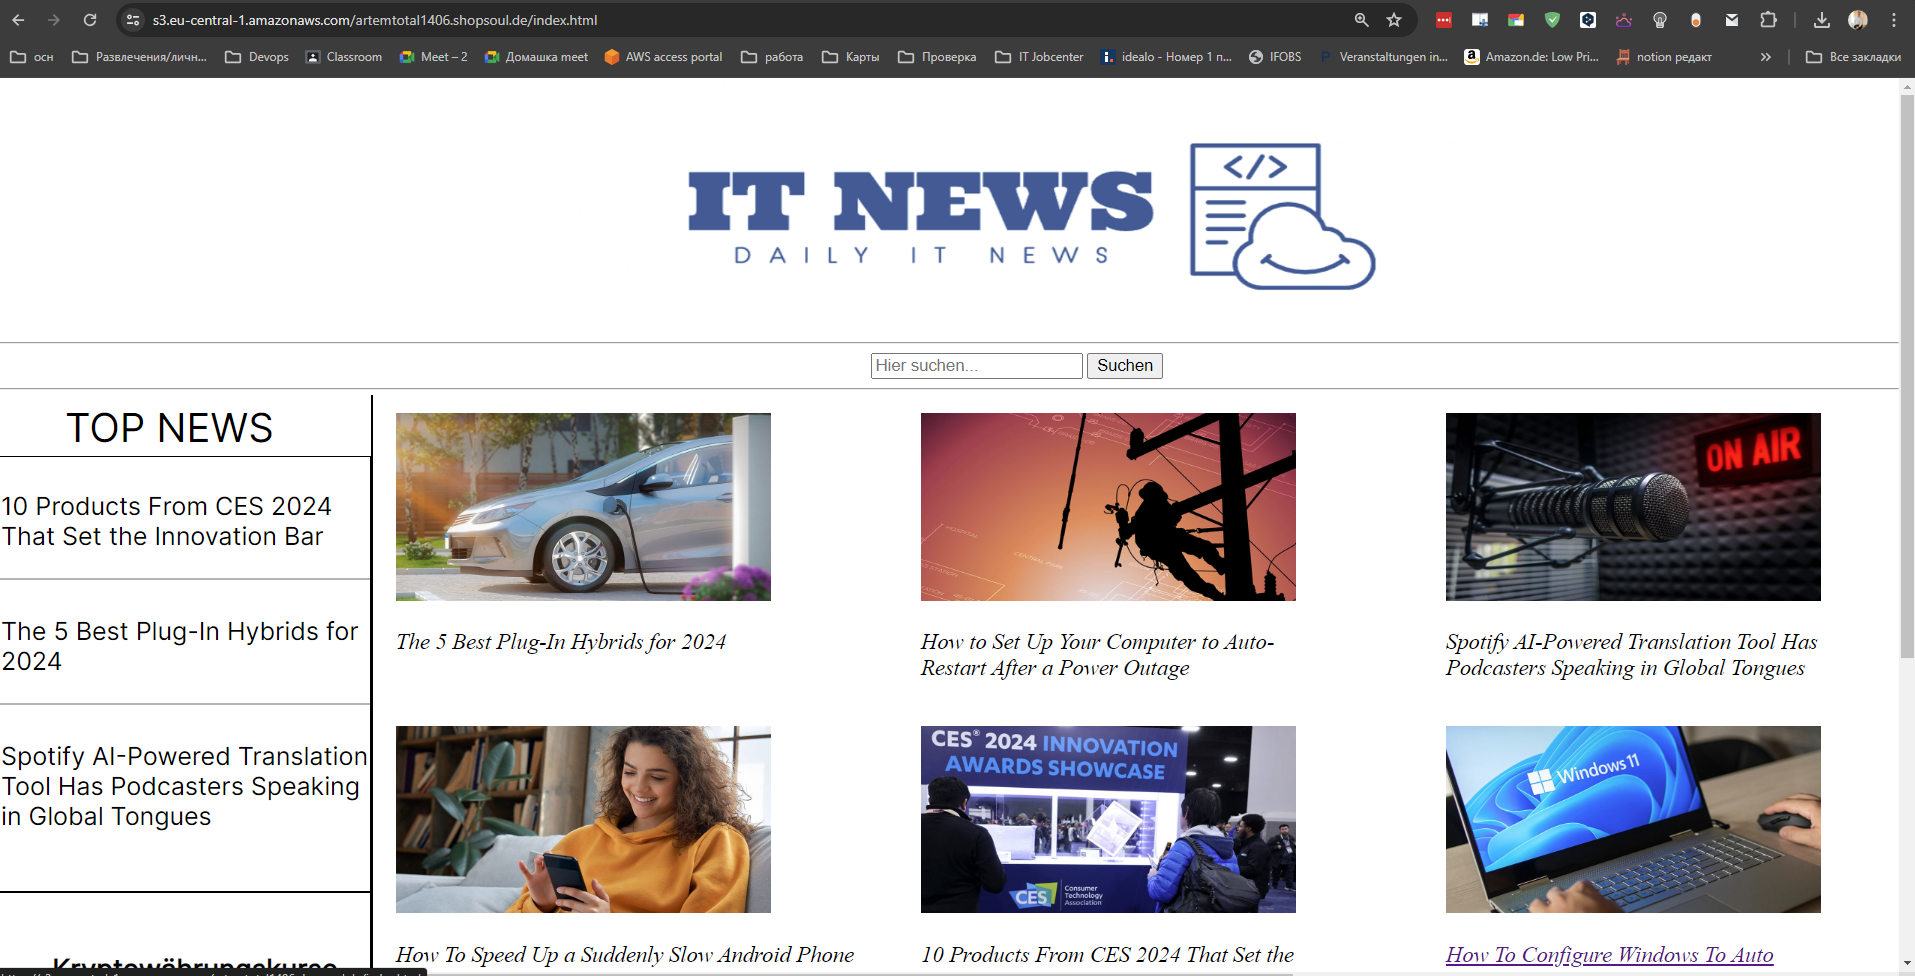 s3.eu-central-1.amazonaws.com/artemtotal1406.shopsoul.de/index.html
осн
Развлечения/личн...
Devops
Classroom
Meet – 2
Домашка meet
AWS access portal
работа
Карты
Проверка
IT Jobcenter
idealo - Номер 1 п...
IFOBS
Veranstaltungen in...
Amazon.de: Low Pri...
notion редакт
Все закладки
IT NEWS
DAILY IT NEWS
</>
Hier suchen...
Suchen
TOP NEWS
10 Products From CES 2024
That Set the Innovation Bar
The 5 Best Plug-In Hybrids for
2024
Spotify AI-Powered Translation
Tool Has Podcasters Speaking
in Global Tongues
Kryptowährungskurse
ON AIR
The 5 Best Plug-In Hybrids for 2024
How to Set Up Your Computer to Auto-
Restart After a Power Outage
Spotify AI-Powered Translation Tool Has
Podcasters Speaking in Global Tongues
CES® 2024 INNOVATION
AWARDS SHOWCASE
CES
Consumer
Technology
Association
Windows 11
How To Speed Up a Suddenly Slow Android Phone
10 Products From CES 2024 That Set the
How To Configure Windows To Auto